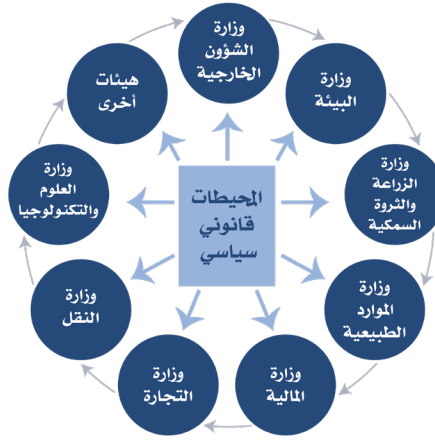 وزارة
الشؤون
الخارجية
وزارة
البيئة
وزارة
الزراعة
والثروة
السمكية
وزارة
الموارد
الطبيعية
وزارة
المالية
وزارة
التجارة
وزارة
النقل
وزارة
العلوم
والتكنولوجيا
هيئات
أخرى
المحيطات
قانوني
سياسي